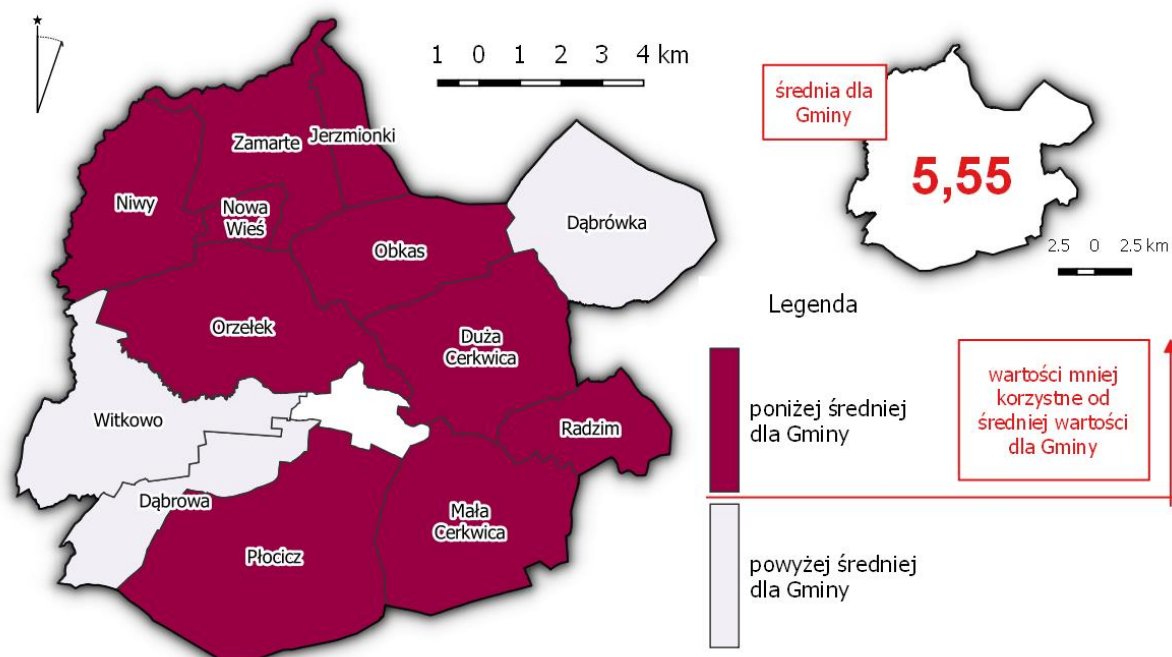 1 0 1 2 3 4 km
średnia dla
Gminy
5,55
2.5 0 2.5 km
Jerzmionki
Zamarte
Niwy
Nowa
Wieś
Dąbrówka
Obkas
Orzełek
Duża
Cerkwica
Witkowo
Radzim
Dąbrowa
Mała
Cerkwica
Płocicz
Legenda
poniżej średniej
dla Gminy
wartości mniej
korzystne od
średniej wartości
dla Gminy
powyżej średniej
dla Gminy